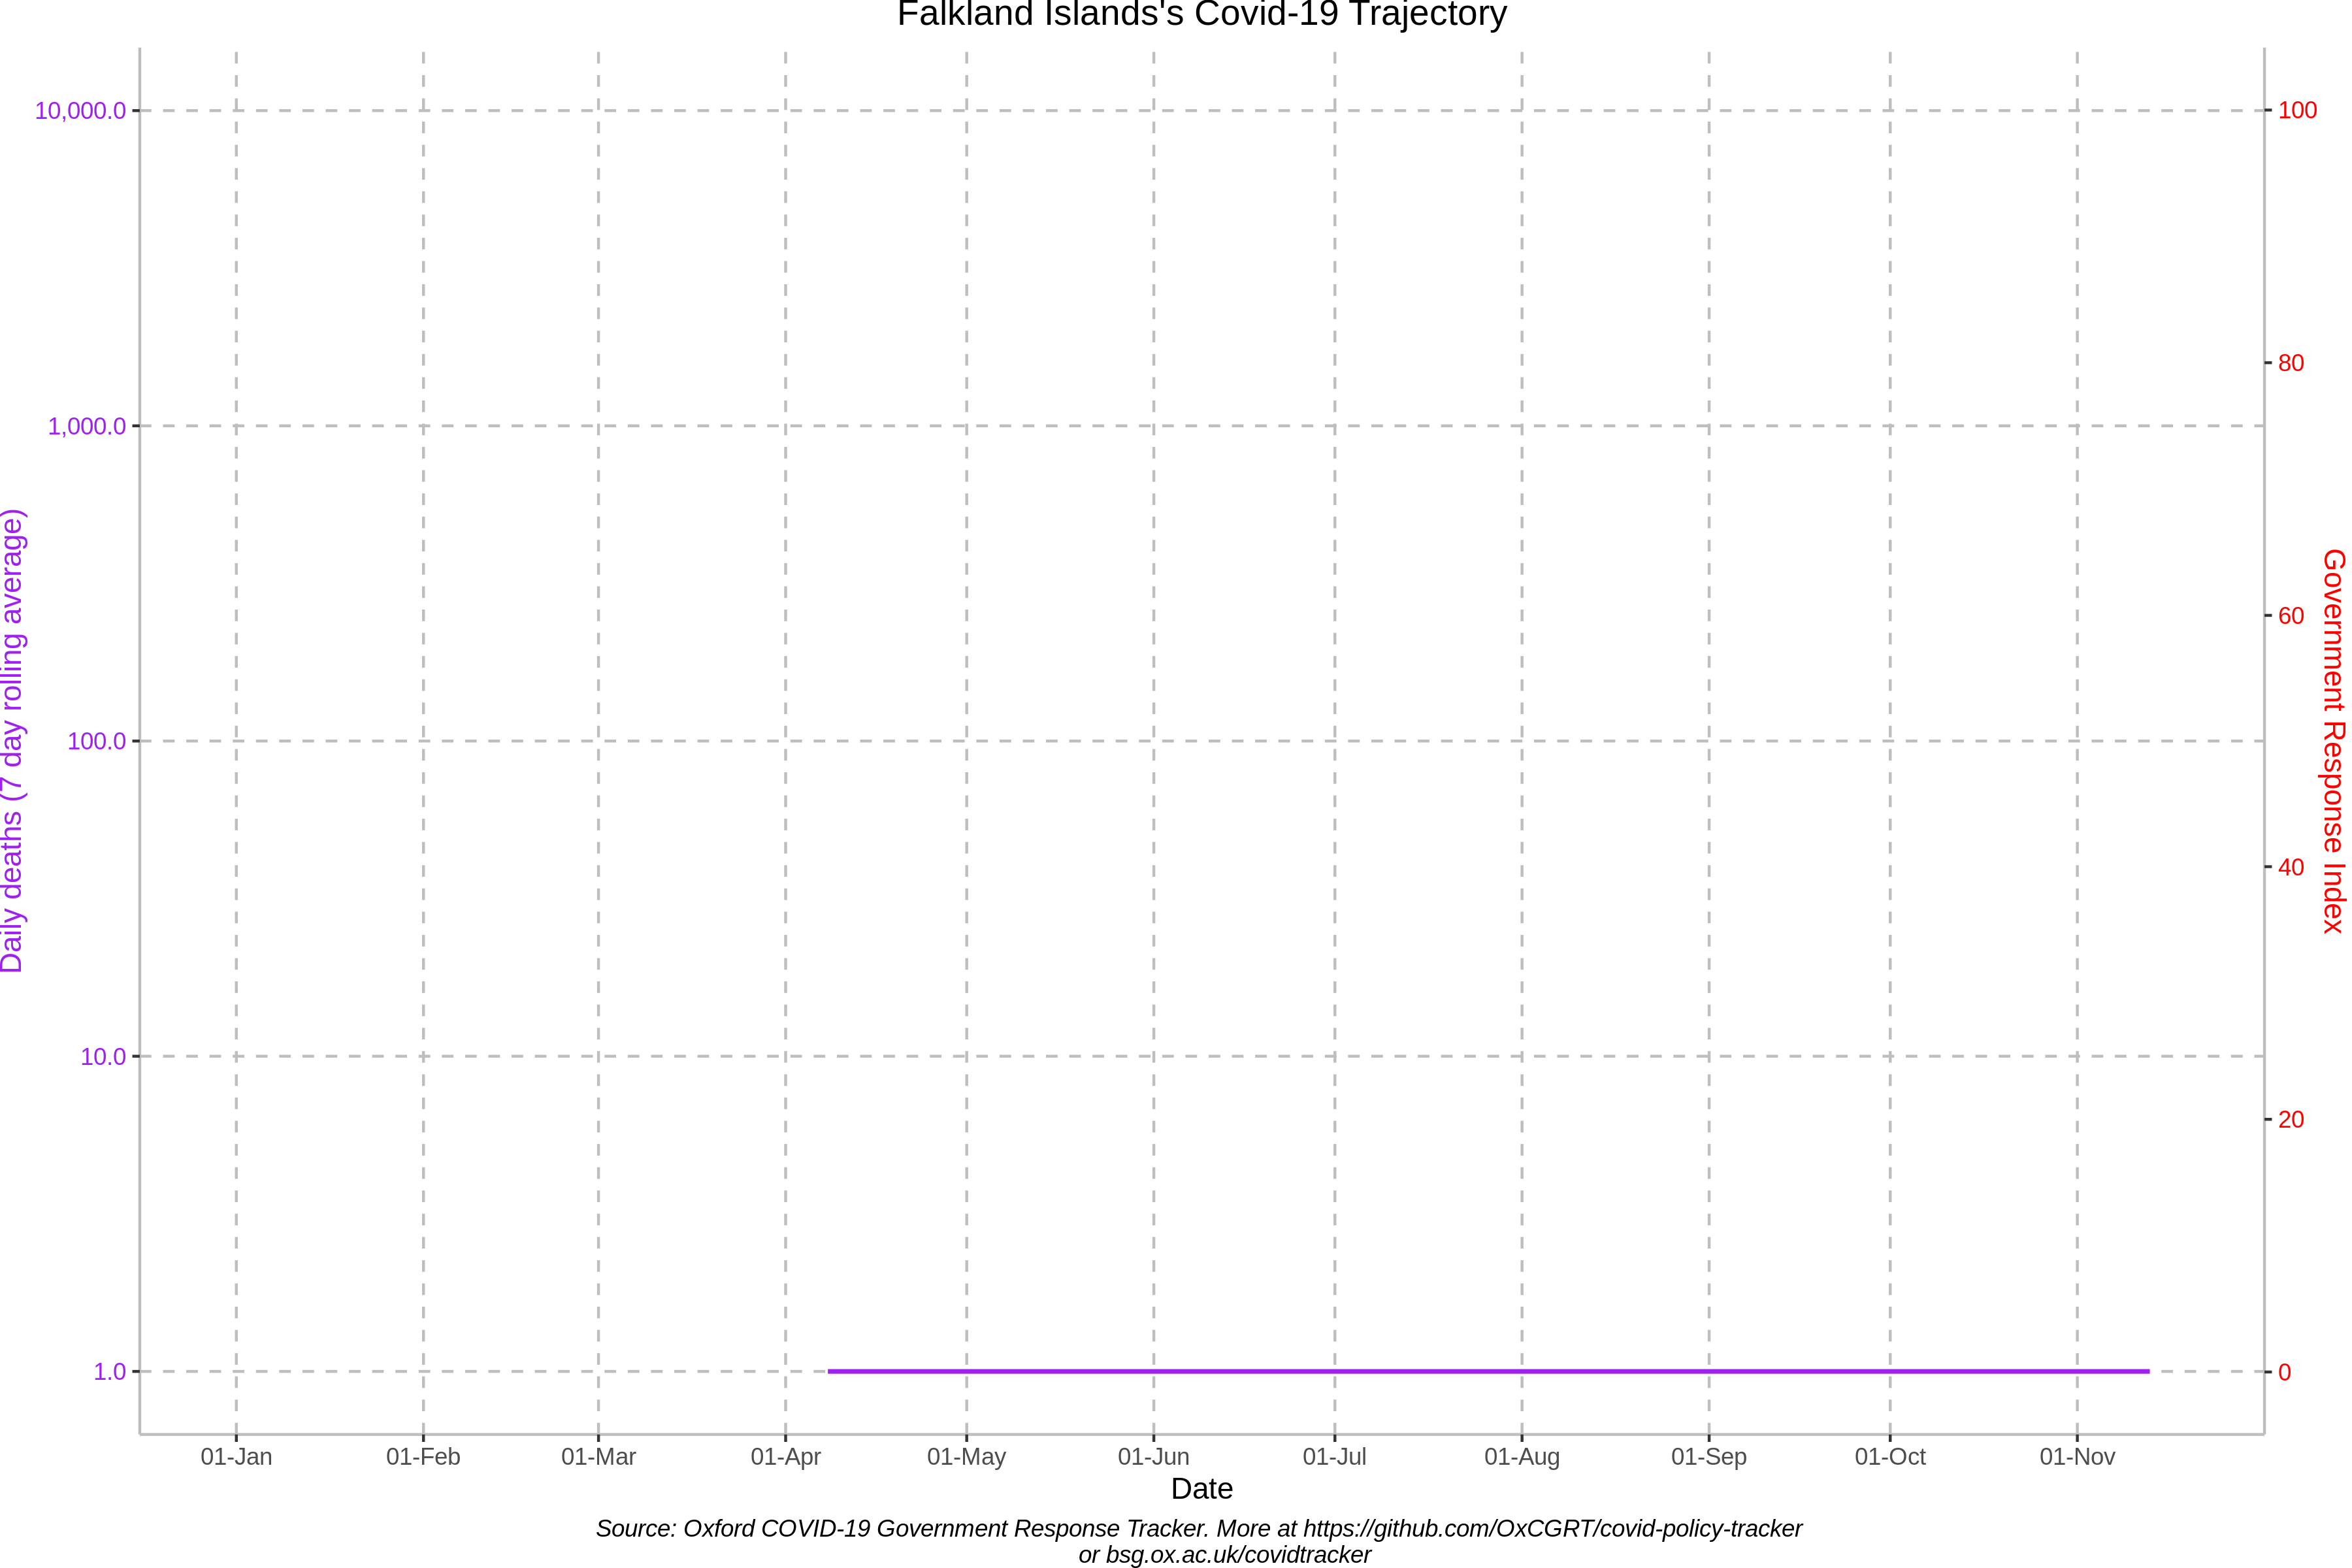 Falkland Islands's Covid-19 Trajectory
10,000.0
1,000.0
100.0
10.0
1.0
Daily deaths (7 day rolling average)
100
80
60
40
20
0
Government Response Index
01-Jan
01-Feb
01-Mar
01-Apr
01-May
01-Jun
01-Jul
01-Aug
01-Sep
01-Oct
01-Nov
Date
Source: Oxford COVID-19 Government Response Tracker. More at https://github.com/OxCGRT/covid-policy-tracker
or bsg.ox.ac.uk/covidtracker